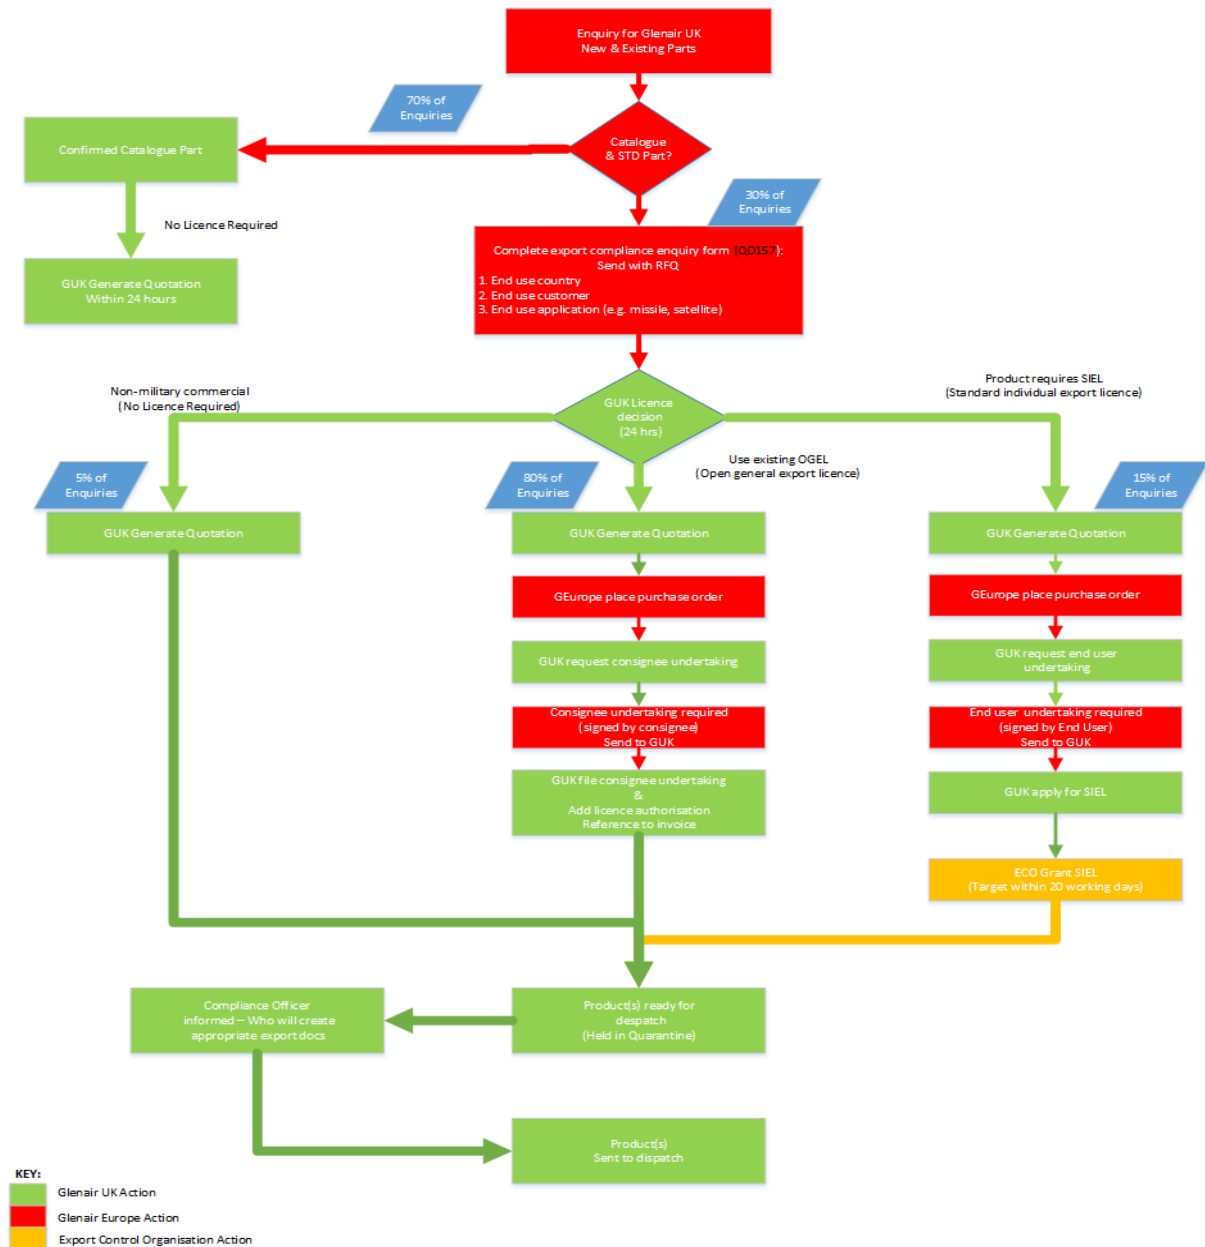 Enquiry for Glenair UK
New & Existing Parts
70% of
Enquiries
Confirmed Catalogue Part
Catalogue
& STD Part?
30% of
Enquiries
No Licence Required
Complete export compliance enquiry form (QD157):
Send with RFQ
1. End use country
2. End use customer
3. End use application (e.g. missile, satellite)
GUK Generate Quotation
Within 24 hours
Non-military commercial
(No Licence Required)
GUK Licence
decision
(24 hrs)
Product requires SIEL
(Standard individual export licence)
Use existing OGEL
(Open general export licence)
5% of
Enquiries
80% of
Enquiries
15% of
Enquiries
GUK Generate Quotation
GUK Generate Quotation
GUK Generate Quotation
GEurope place purchase order
GEurope place purchase order
GUK request consignee undertaking
GUK request end user
undertaking
Consignee undertaking required
(signed by consignee)
Send to GUK
End user undertaking required
(signed by End User)
Send to GUK
GUK file consignee undertaking
&
Add licence authorisation
Reference to invoice
GUK apply for SIEL
ECO Grant SIEL
(Target within 20 working days)
Compliance Officer
informed – Who will create
appropriate export docs
Product(s) ready for
despatch
(Held in Quarantine)
Product(s)
Sent to dispatch
KEY:
Glenair UK Action
Glenair Europe Action
Export Control Organisation Action